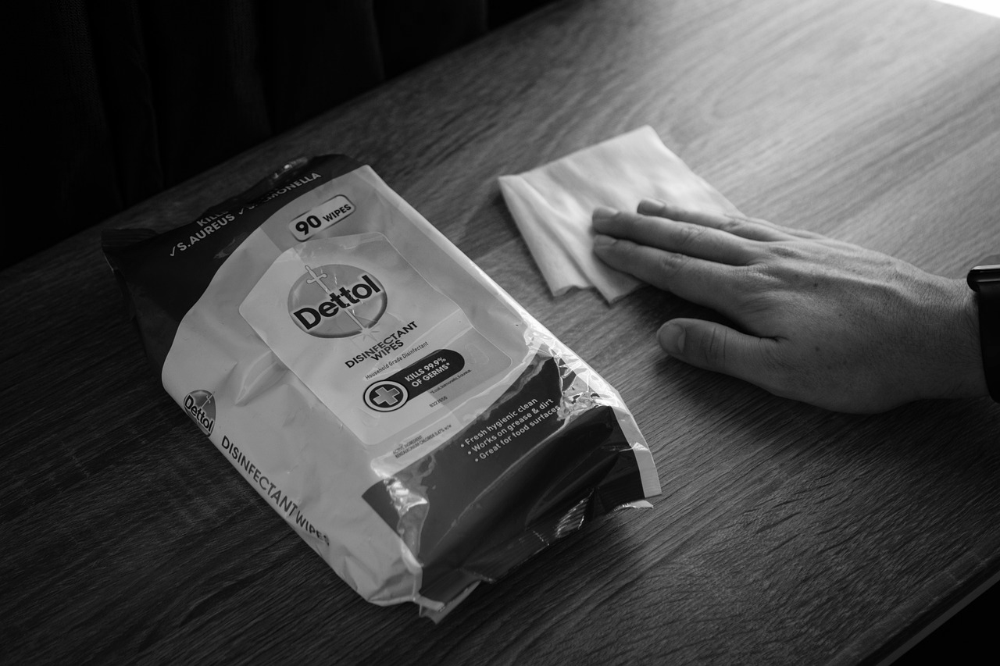 KILLS
✓S.AUREUS ✓SALMONELLA
90 WIPES
Dettol
DISINFECTANT
WIPES
Household Grade Disinfectant
KILLS 99.9%
OF GERMS*
• Fresh hygienic clean
• Works on grease & dirt
• Great for food surfaces
Dettol
DISINFECTANT WIPES